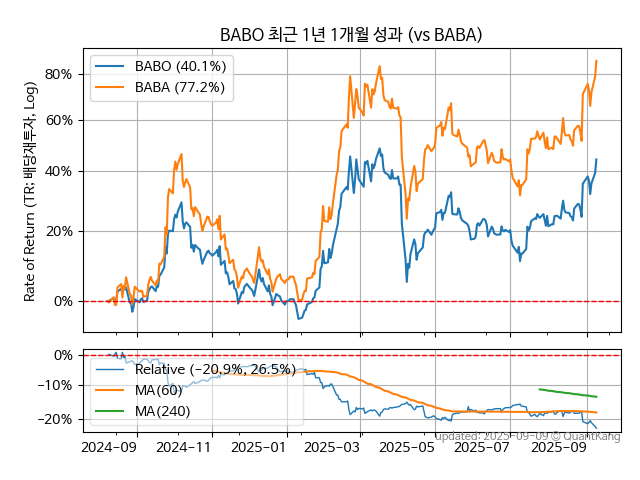 BABO 최근 1년 1개월 성과 (vs BABA)
Rate of Return (TR: 배당재투자, Log)
80%
60%
40%
20%
0%
BABO (40.1%)
BABA (77.2%)
0%
−10%
−20%
Relative (−20.9%, 26.5%)
MA(60)
MA(240)
2024-09
2024-11
2025-01
2025-03
2025-05
2025-07
2025-09
updated: 2025-09-09 © QuantKang